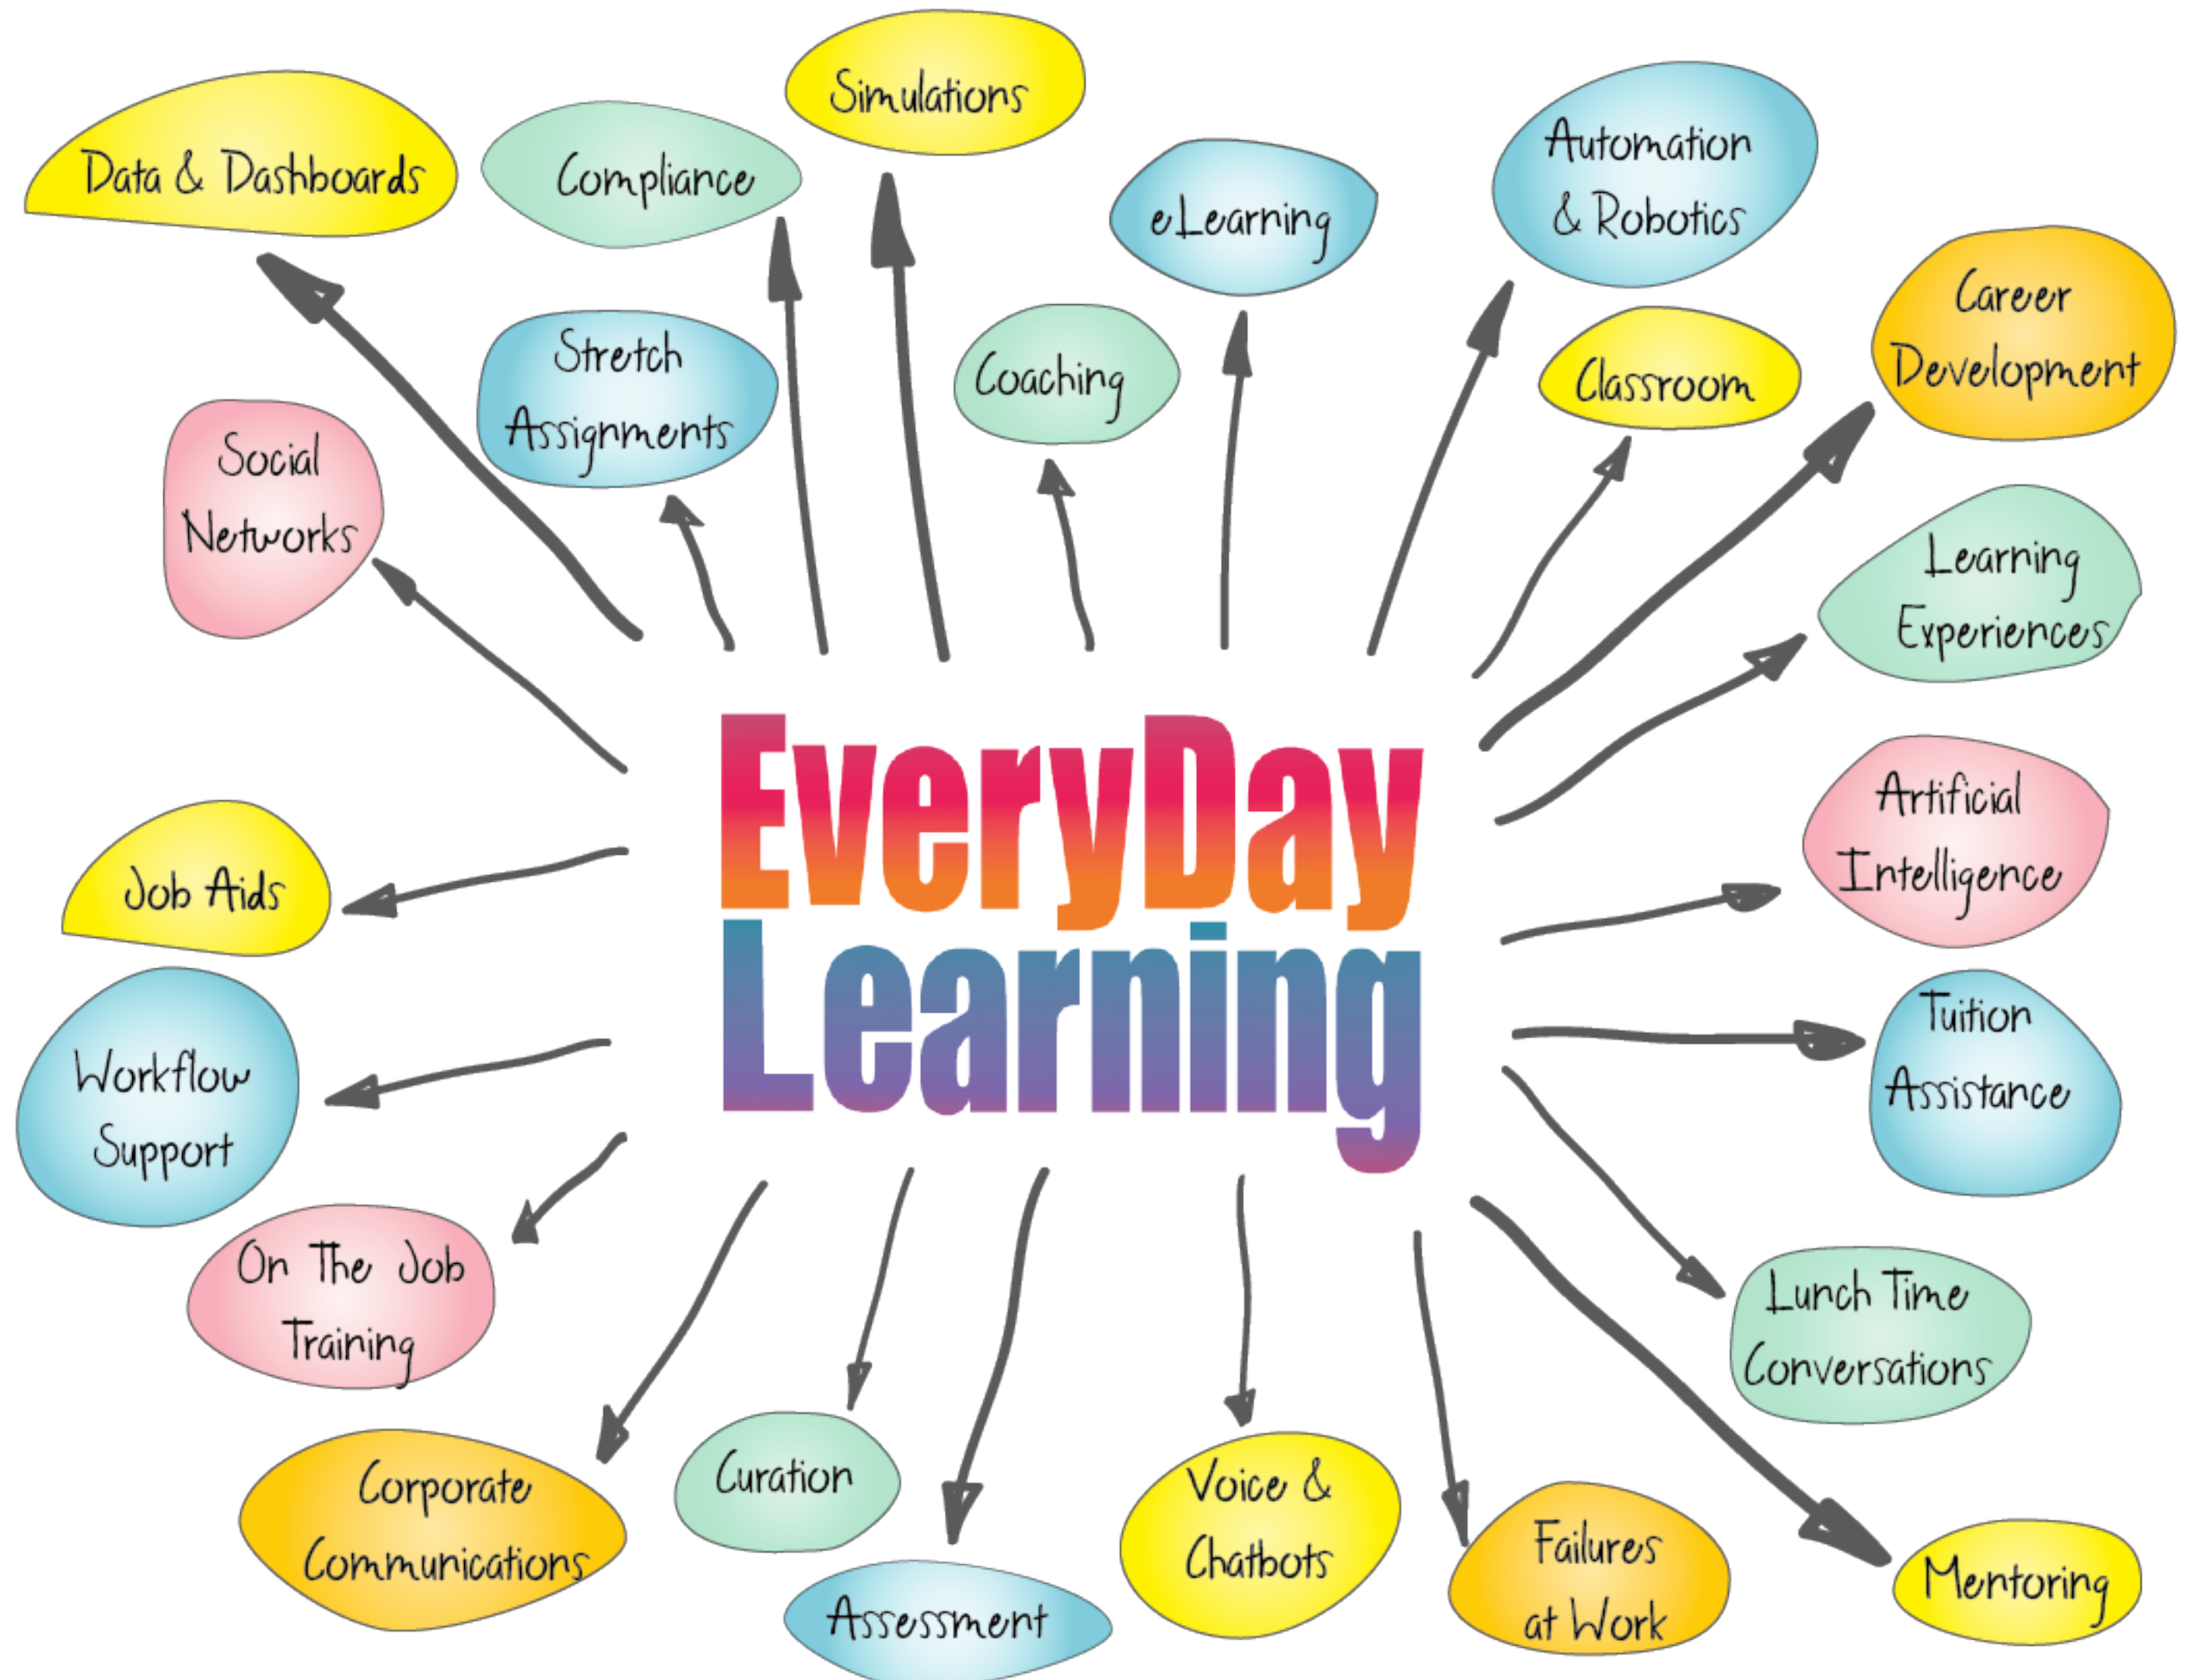 Simulations
Data & Dashboards
Compliance
eLearning
Automation
& Robotics
Stretch
Assignments
Coaching
Classroom
Career
Development
Social
Networks
Learning
Experiences
EveryDay
Learning
Artificial
Intelligence
Job Aids
Tuition
Assistance
Workflow
Support
On The Job
Training
Lunch Time
Conversations
Corporate
Communications
Curation
Assessment
Voice &
Chatbots
Failures
at Work
Mentoring